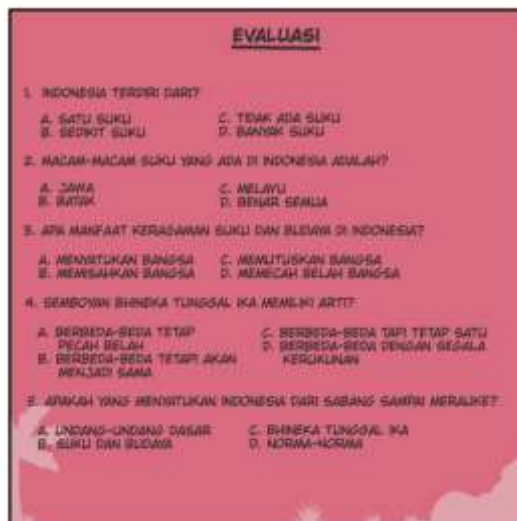 EVALUASI
1. INDONESIA TERDIRI DARI?
A. SATU SUKU C. TIDAK ADA SUKU
B. SEDIKIT SUKU D. BANYAK SUKU
2. MACAM-MACAM SUKU YANG ADA DI INDONESIA ADALAH?
A. JAWA C. MELAYU
B. BATAK D. BENAR SEMUA
3. APA MANFAAT KERAGAMAN SUKU DAN BUDAYA DI INDONESIA?
A. MENYATUKAN BANGSA C. MEMUTUSKAN BANGSA
B. MEMISAHKAN BANGSA D. MEMECAH BELAH BANGSA
4. SEMBOYAN BHINEKA TUNGGAL IKA MEMILIKI ARTI?
A. BERBEDA-BEDA TETAP C. BERBEDA-BEDA TAPI TETAP SATU
PECAH BELAH D. BERBEDA-BEDA DENGAN SEGALA
B. BERBEDA-BEDA TETAPI AKAN KERUKUNAN
MENJADI SAMA
5. APAKAH YANG MENYATUKAN INDONESIA DARI SABANG SAMPAI MERAUKE?
A. UNDANG-UNDANG DASAR C. BHINEKA TUNGGAL IKA
B. SUKU DAN BUDAYA D. NORMA-NORMA